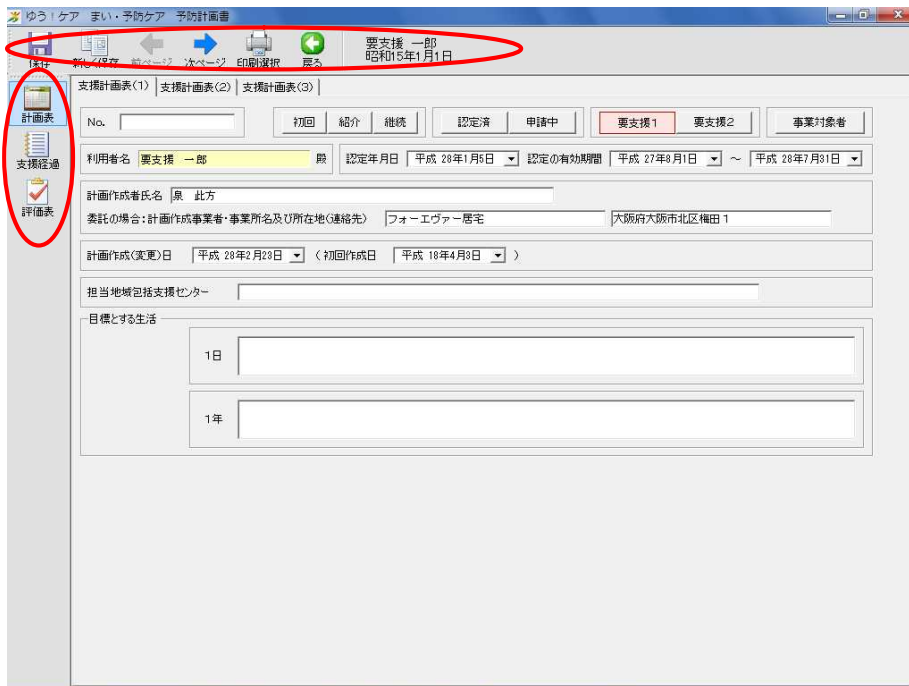 ゆう！ケア まい・予防ケア 予防計画書
保存 新しく保存 前ページ 次ページ 印刷選択 戻る
要支援 一郎
昭和15年1月1日
計画表
支援経過
評価表
支援計画表(1) 支援計画表(2) 支援計画表(3)
No. 初回 紹介 継続 認定済 申請中 要支援1 要支援2 事業対象者
利用者名 要支援 一郎 殿 認定年月日 平成 28年1月5日 認定の有効期間 平成 27年8月1日 ～ 平成 28年7月31日
計画作成者氏名 泉 此方
委託の場合：計画作成事業者・事業所名及び所在地(連絡先) フォーエヴァー居宅 大阪府大阪市北区梅田1
計画作成(変更)日 平成 28年2月23日 ( 初回作成日 平成 18年4月3日 )
担当地域包括支援センター
目標とする生活
1日
1年